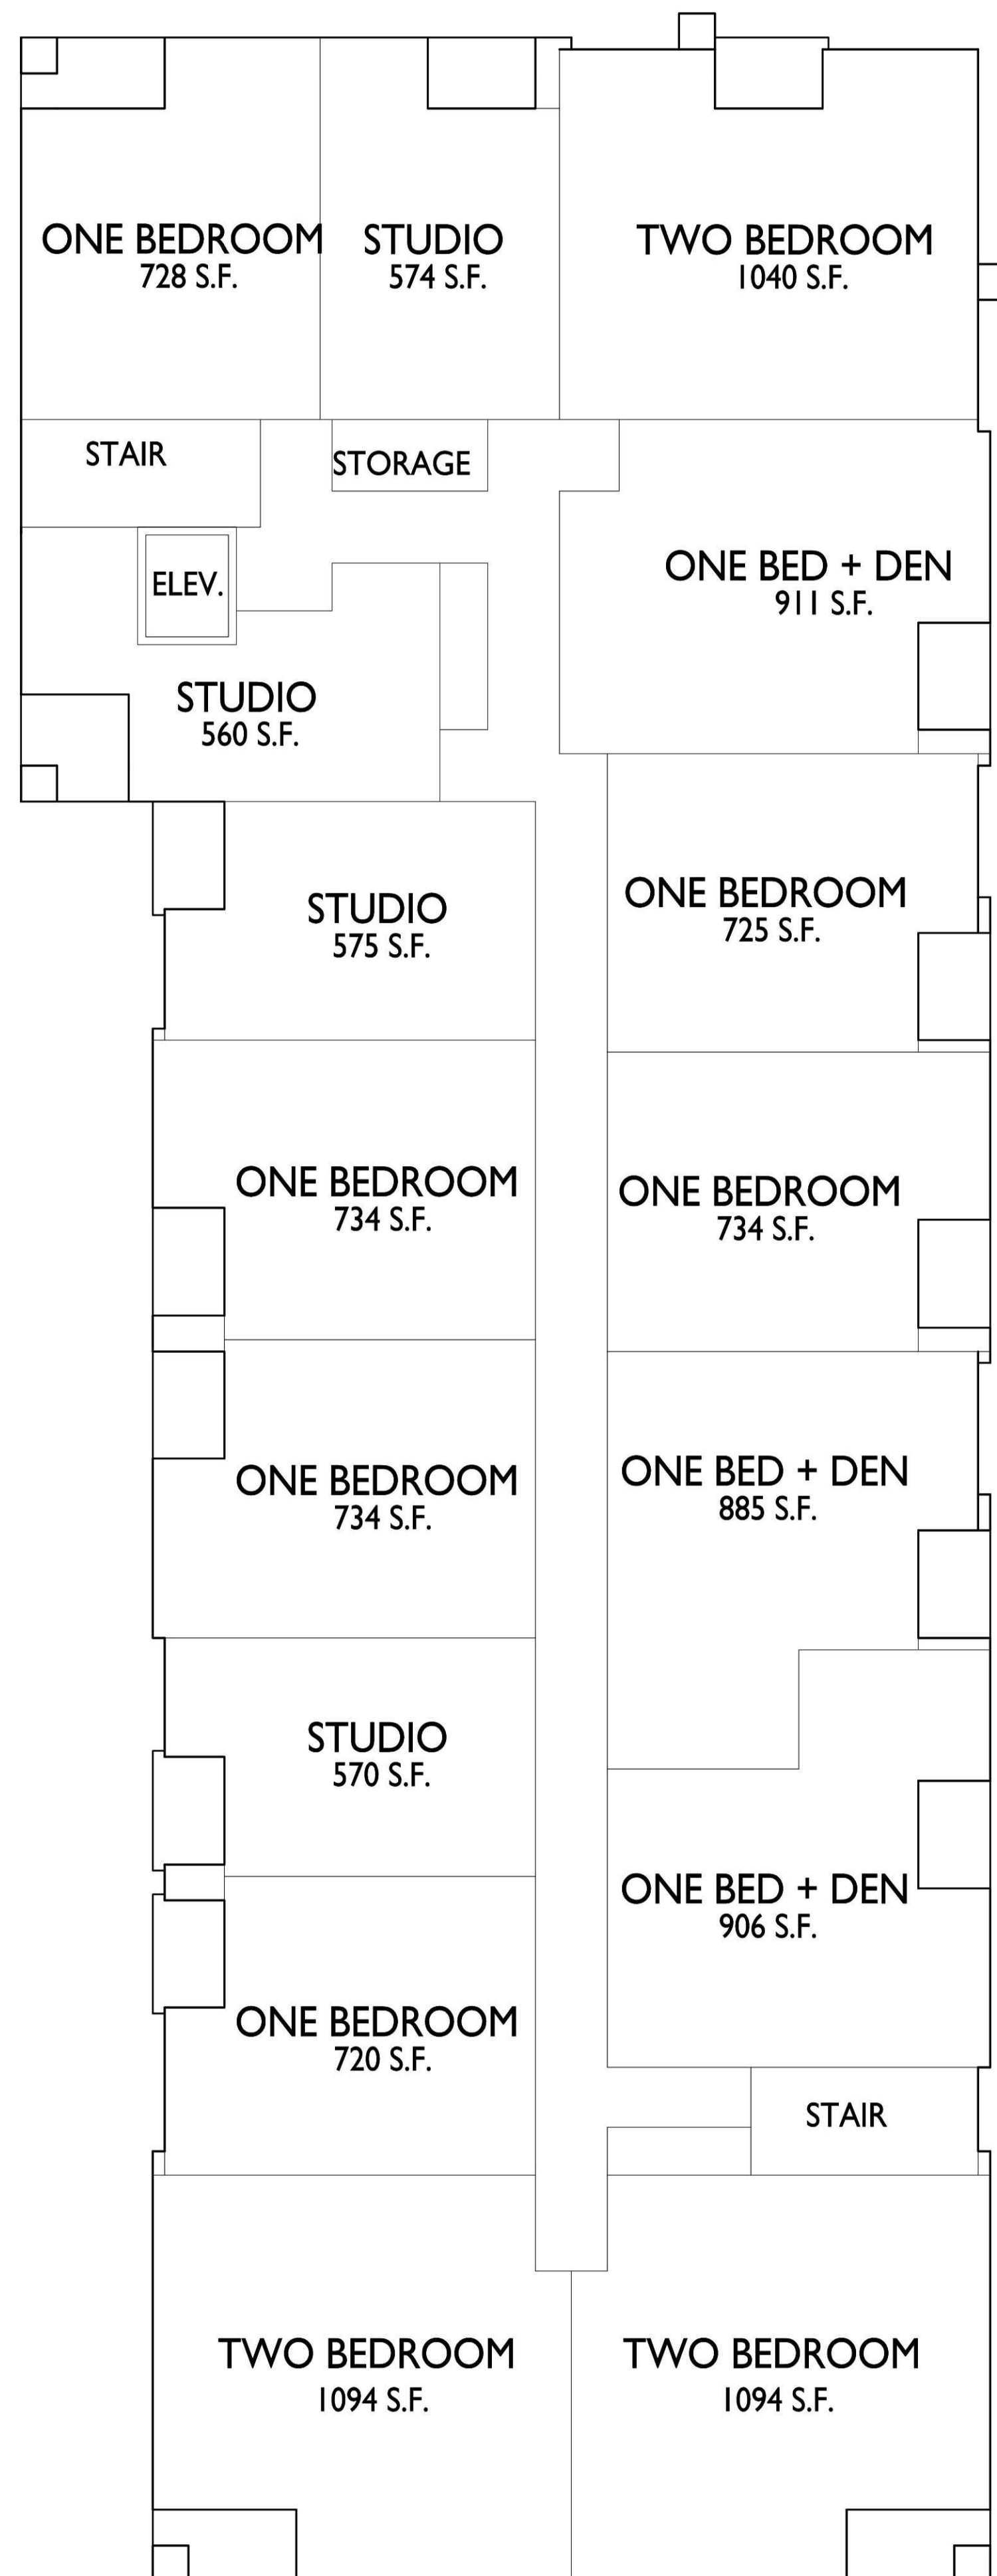 ONE BEDROOM
728 S.F.
STUDIO
574 S.F.
TWO BEDROOM
1040 S.F.
STAIR
STORAGE
ELEV.
ONE BED + DEN
911 S.F.
STUDIO
560 S.F.
STUDIO
575 S.F.
ONE BEDROOM
725 S.F.
ONE BEDROOM
734 S.F.
ONE BEDROOM
734 S.F.
ONE BEDROOM
734 S.F.
ONE BED + DEN
885 S.F.
STUDIO
570 S.F.
ONE BED + DEN
906 S.F.
ONE BEDROOM
720 S.F.
STAIR
TWO BEDROOM
1094 S.F.
TWO BEDROOM
1094 S.F.